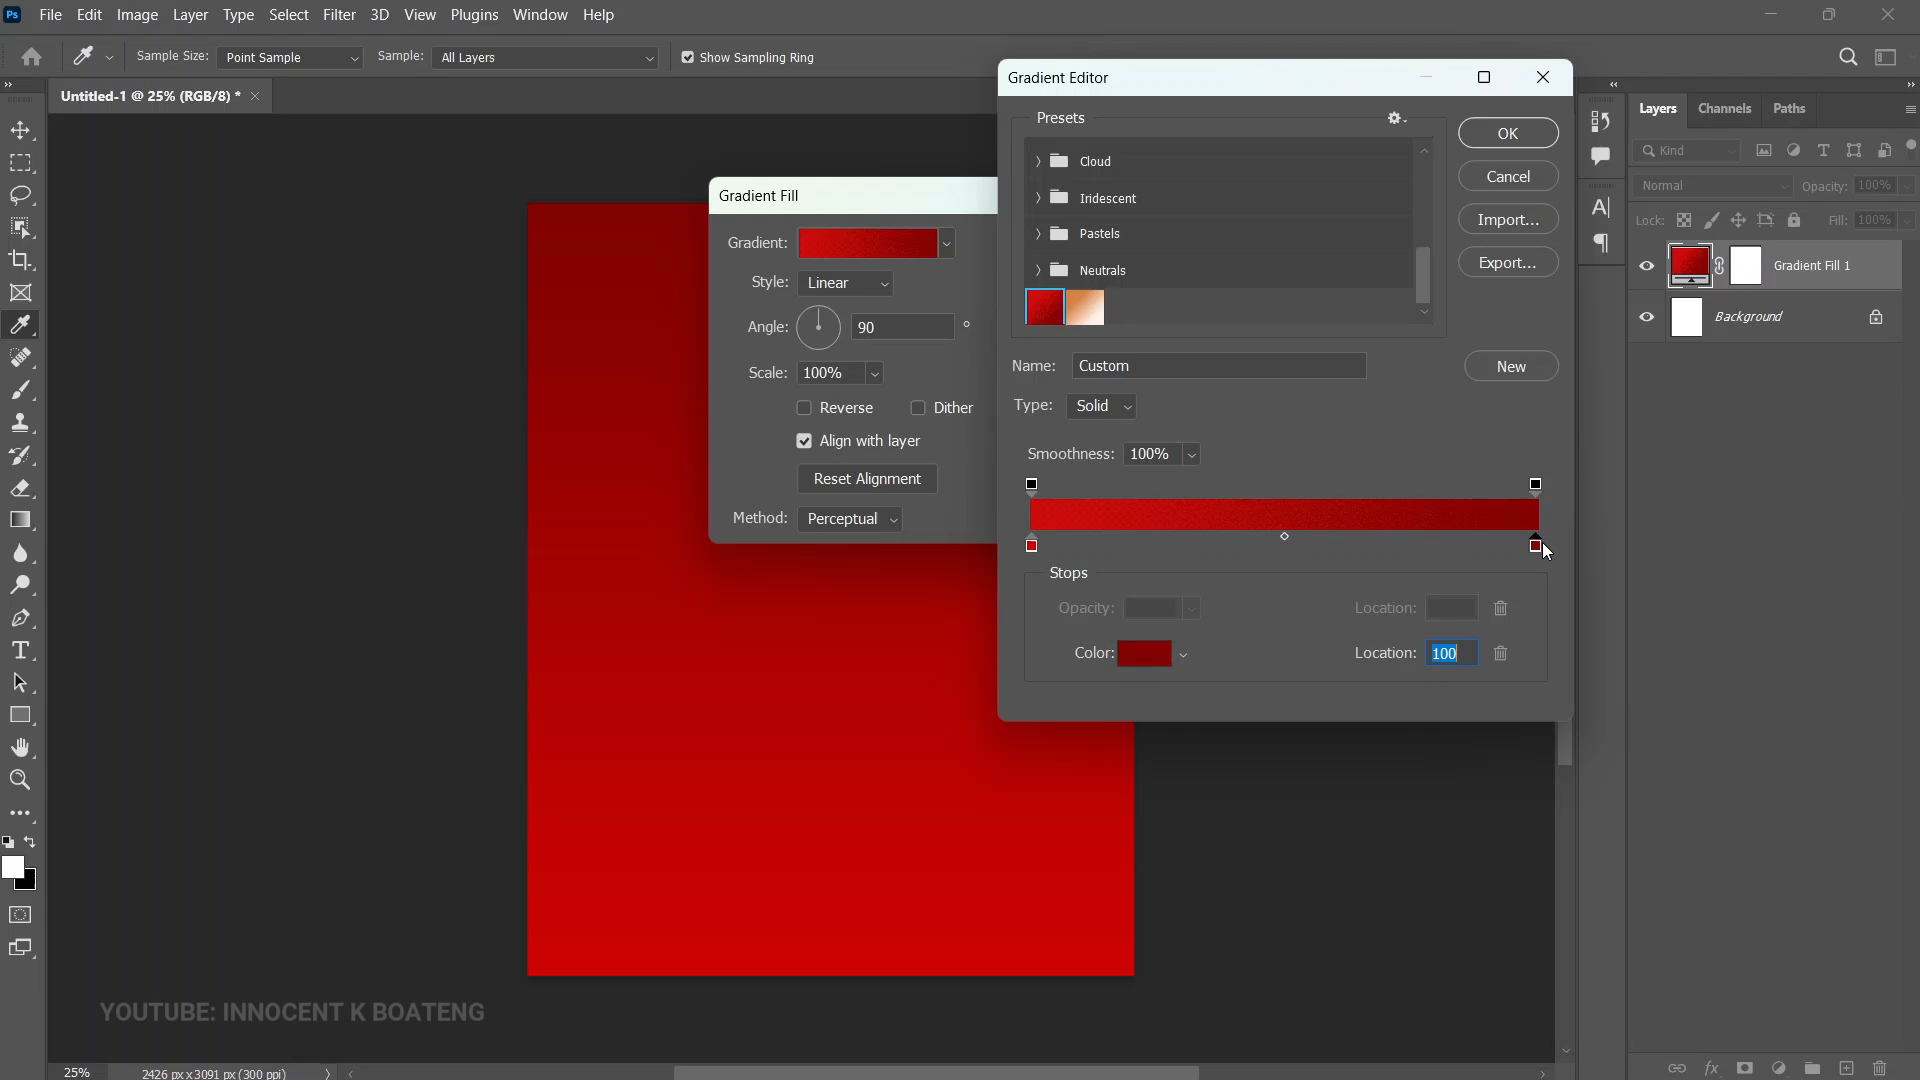 Ps File Edit Image Layer Type Select Filter 3D View Plugins Window Help
Sample Size: Point Sample Sample: All Layers Show Sampling Ring
Untitled-1 @ 25% (RGB/8) *
Gradient Editor
Presets
Cloud
Iridescent
Pastels
Neutrals
OK
Cancel
Import...
Export...
Name: Custom New
Type: Solid
Smoothness: 100%
Stops
Opacity: Location:
Color: Location: 100
Gradient Fill
Gradient:
Style: Linear
Angle: 90 °
Scale: 100%
Reverse Dither
Align with layer
Reset Alignment
Method: Perceptual
Layers Channels Paths
Kind
Normal Opacity: 100%
Lock: Fill: 100%
Gradient Fill 1
Background
YOUTUBE: INNOCENT K BOATENG
25% 2426 px x 3091 px (300 ppi)